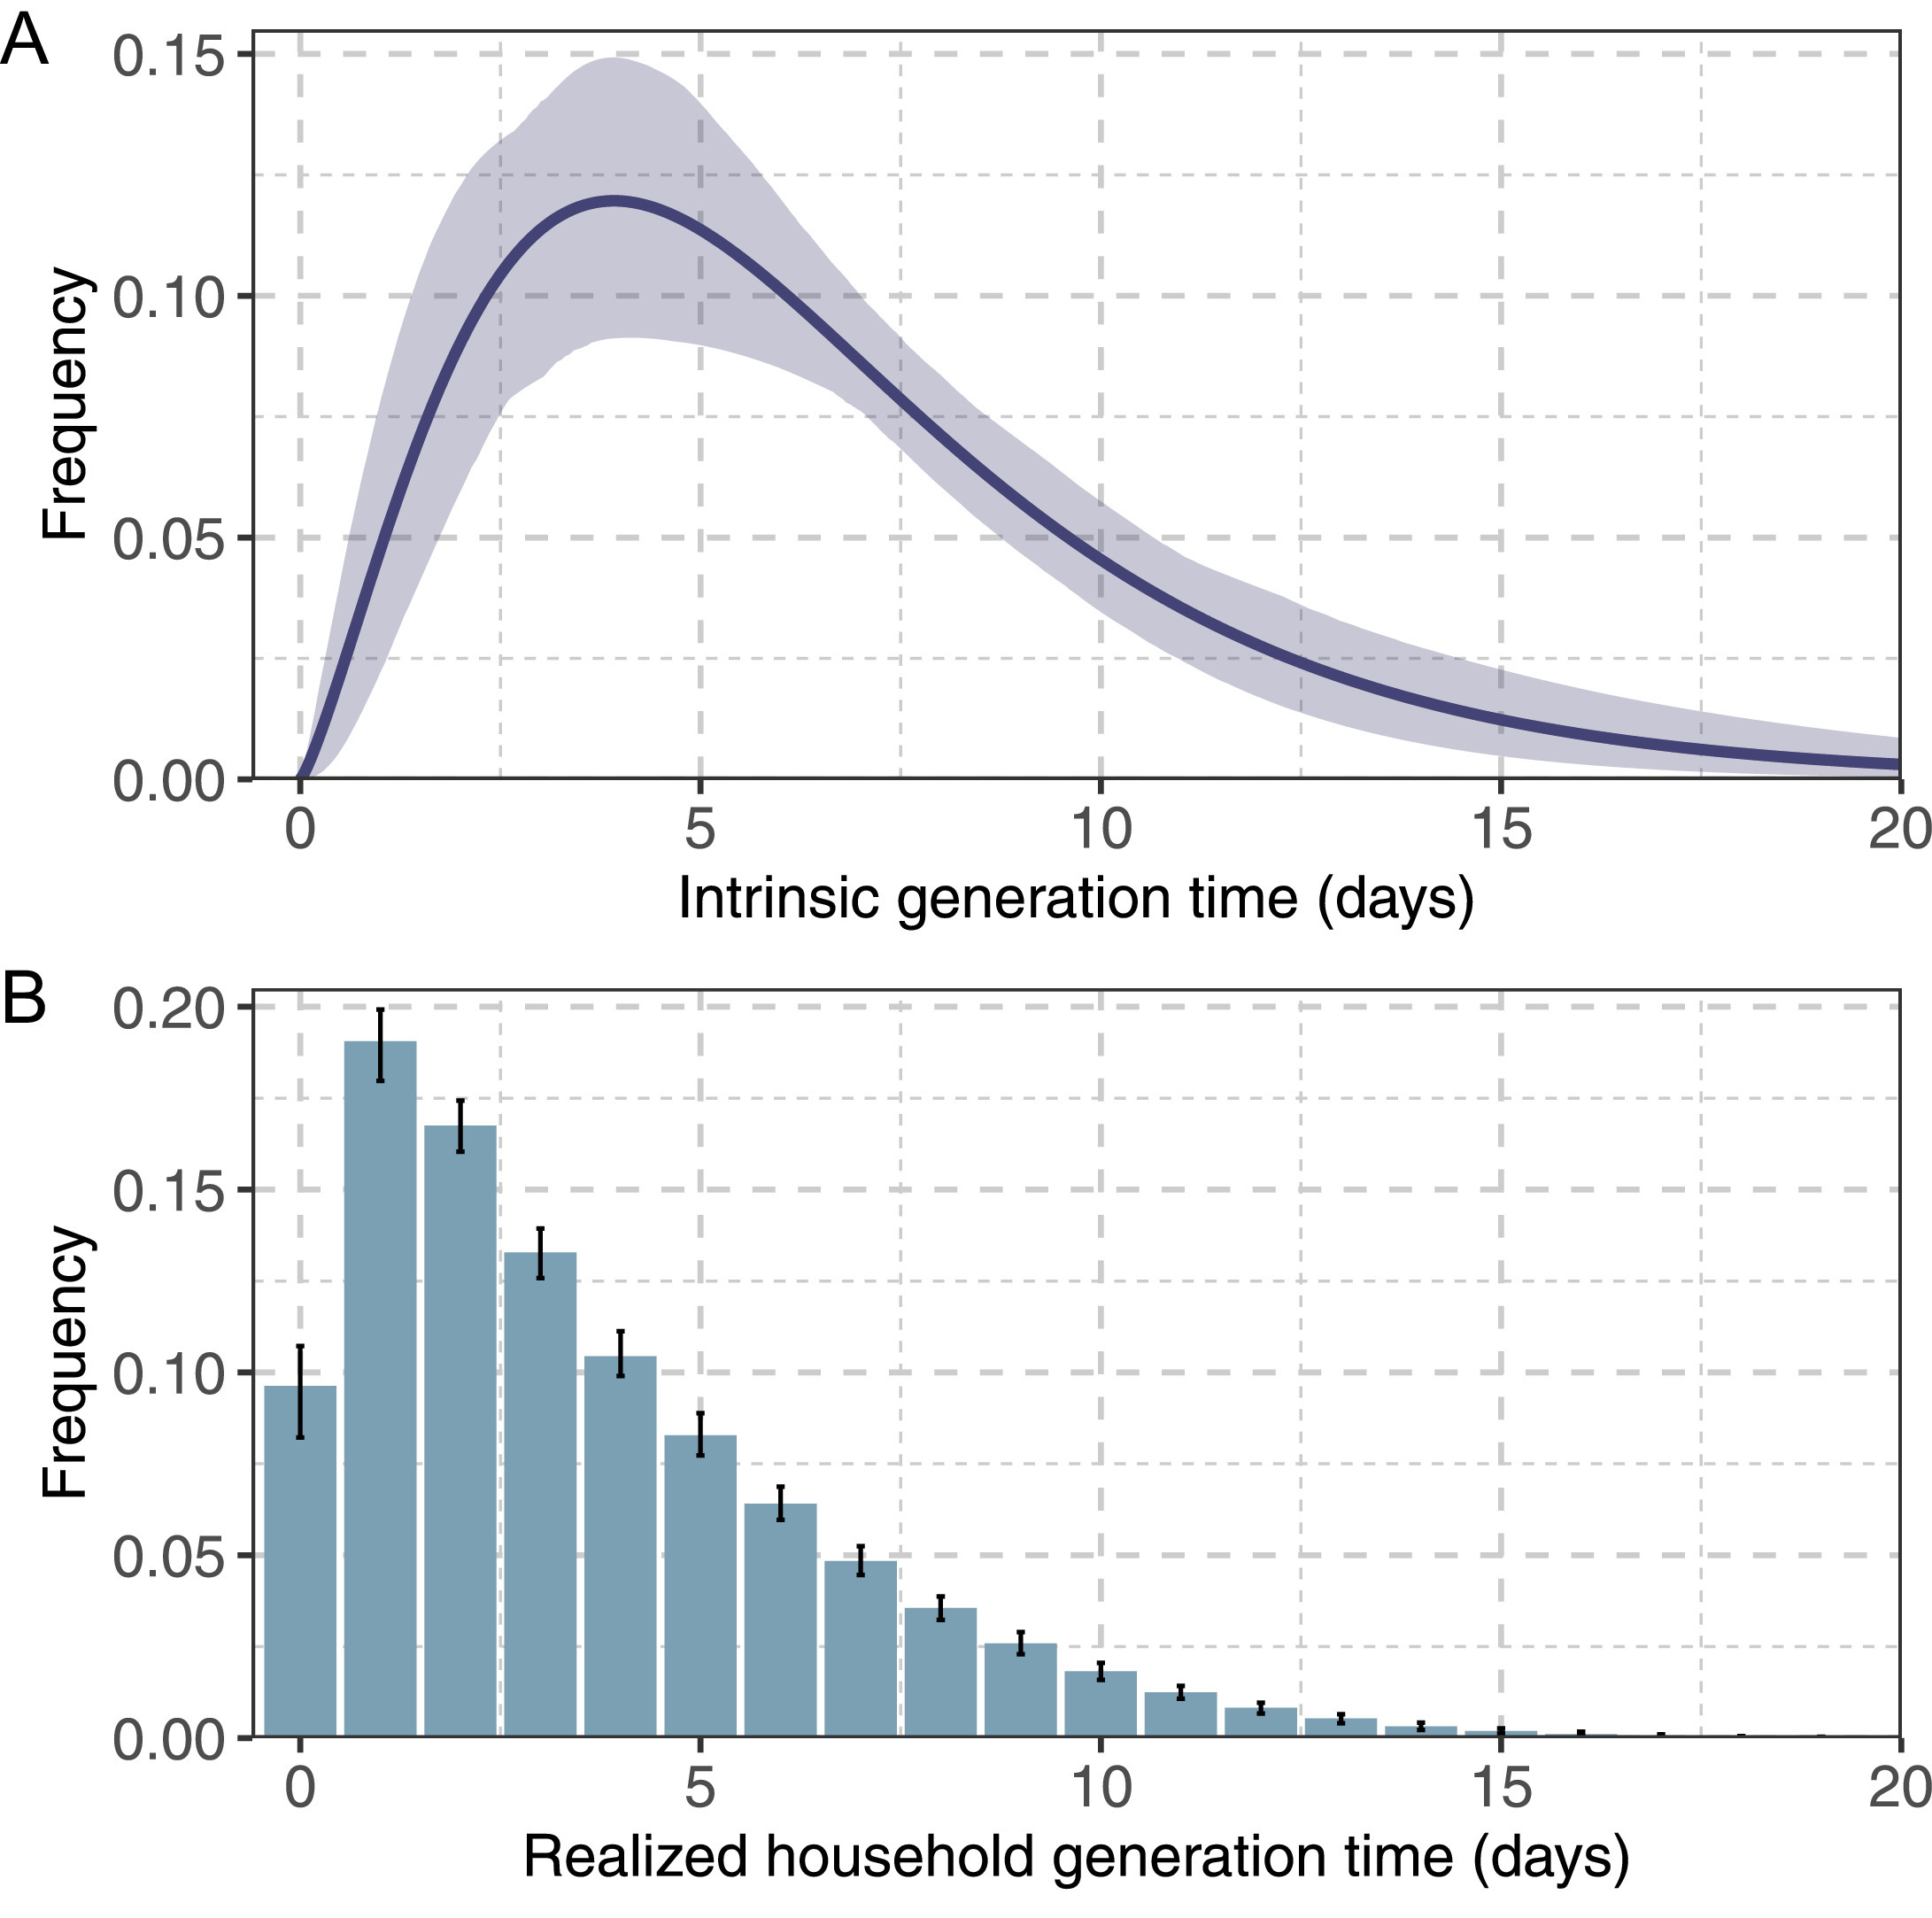 A
0.15
0.10
0.05
0.00
Frequency
0 5 10 15 20
Intrinsic generation time (days)
B
0.20
0.15
0.10
0.05
0.00
Frequency
0 5 10 15 20
Realized household generation time (days)